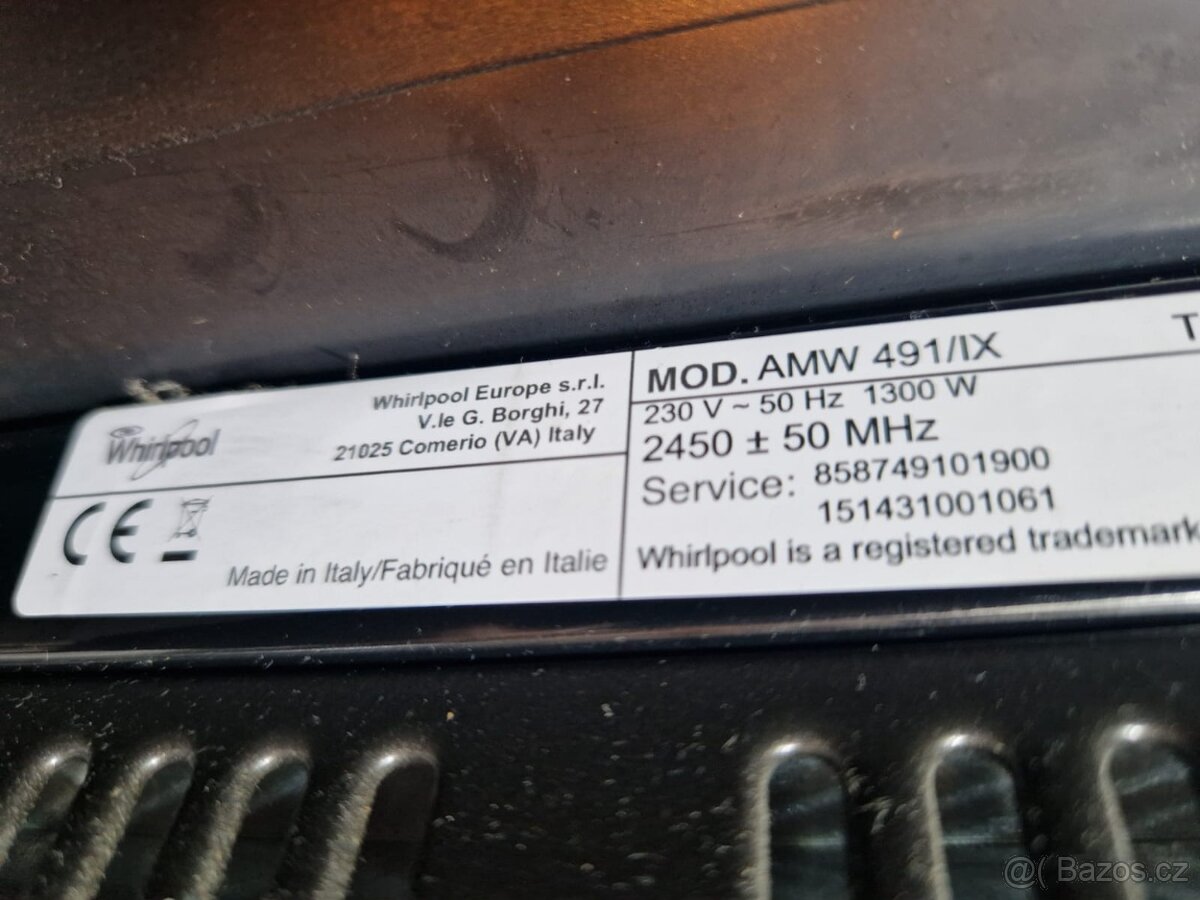 Whirlpool
Whirlpool Europe s.r.l.
V.le G. Borghi, 27
21025 Comerio (VA) Italy
CE
Made in Italy/Fabriqué en Italie
MOD. AMW 491/IX
T
230 V ~ 50 Hz 1300 W
2450 ± 50 MHz
Service: 858749101900
151431001061
Whirlpool is a registered trademark
@( Bazos.cz